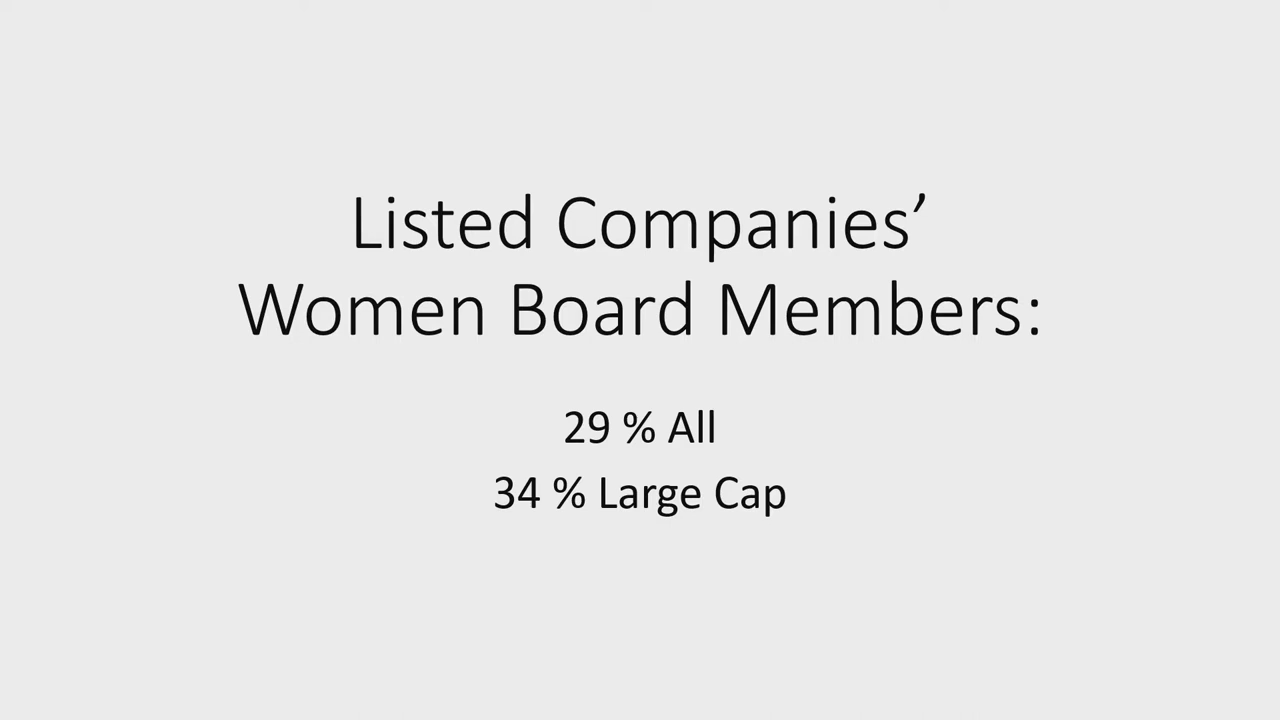 Listed Companies’
Women Board Members:
29 % All
34 % Large Cap